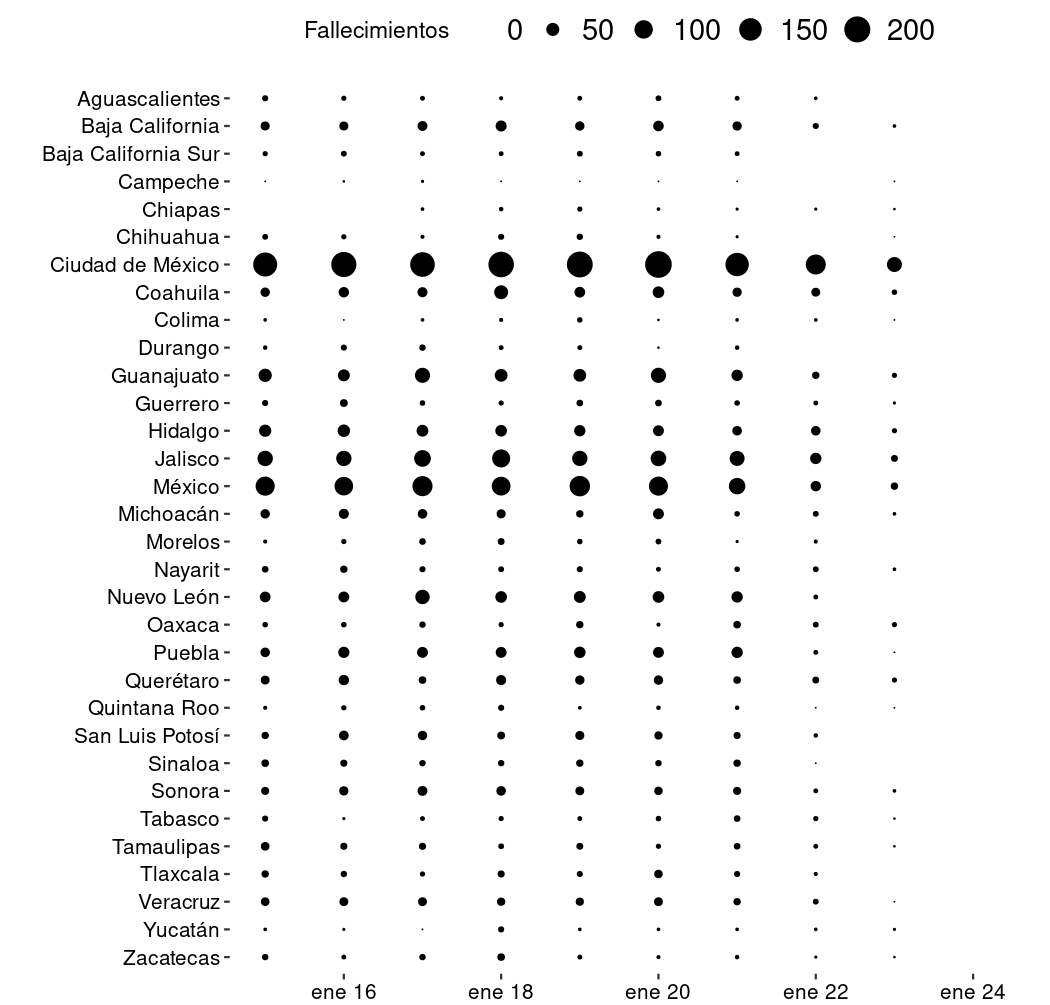 Fallecimientos 0 50 100 150 200
Aguascalientes
Baja California
Baja California Sur
Campeche
Chiapas
Chihuahua
Ciudad de México
Coahuila
Colima
Durango
Guanajuato
Guerrero
Hidalgo
Jalisco
México
Michoacán
Morelos
Nayarit
Nuevo León
Oaxaca
Puebla
Querétaro
Quintana Roo
San Luis Potosí
Sinaloa
Sonora
Tabasco
Tamaulipas
Tlaxcala
Veracruz
Yucatán
Zacatecas
ene 16 ene 18 ene 20 ene 22 ene 24